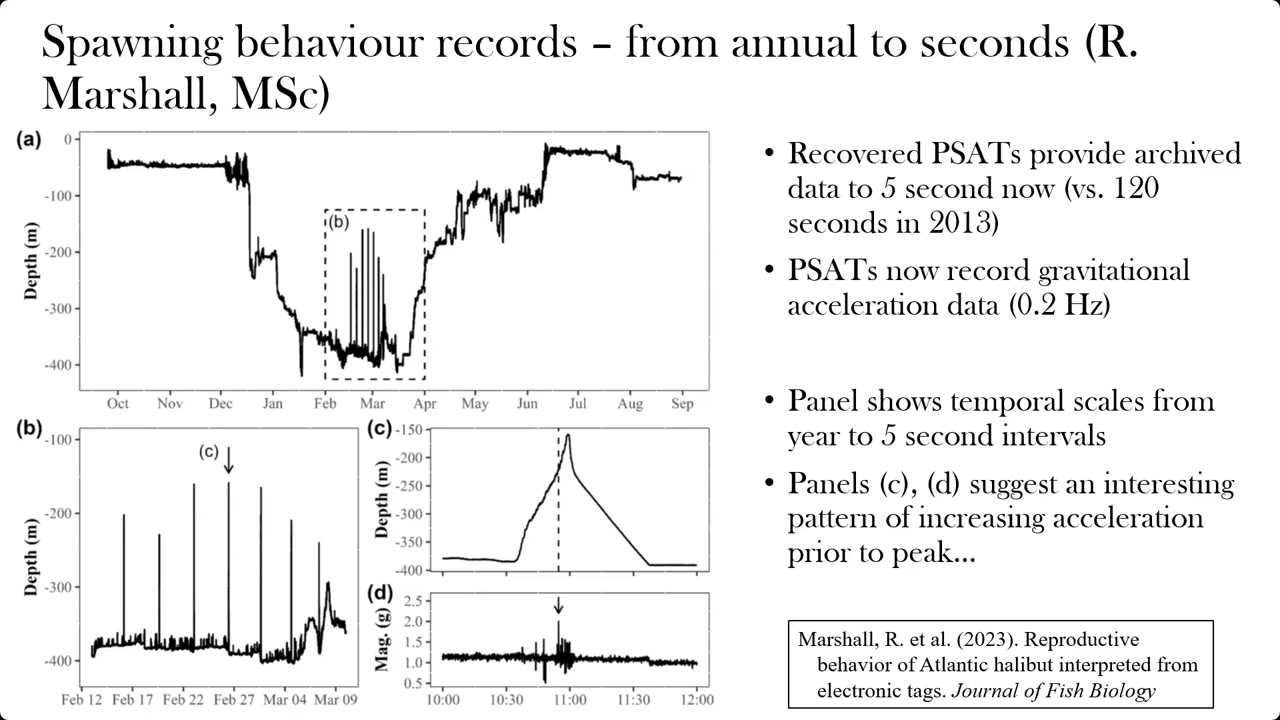 Spawning behaviour records – from annual to seconds (R.
Marshall, MSc)
(a)
0
-100
-200
-300
-400
Depth (m)
(b)
Oct Nov Dec Jan Feb Mar Apr May Jun Jul Aug Sep
(b)
-100
-200
-300
-400
Depth (m)
(c)
Feb 12 Feb 17 Feb 22 Feb 27 Mar 04 Mar 09
(c)
-150
-200
-250
-300
-350
-400
Depth (m)
(d)
2.5
2.0
1.5
1.0
0.5
Mag. (g)
10:00 10:30 11:00 11:30 12:00
• Recovered PSATs provide archived
data to 5 second now (vs. 120
seconds in 2013)
• PSATs now record gravitational
acceleration data (0.2 Hz)
• Panel shows temporal scales from
year to 5 second intervals
• Panels (c), (d) suggest an interesting
pattern of increasing acceleration
prior to peak...
Marshall, R. et al. (2023). Reproductive
behavior of Atlantic halibut interpreted from
electronic tags. Journal of Fish Biology